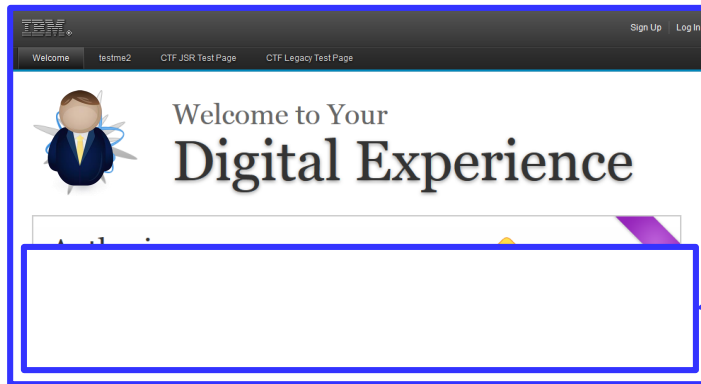 IBM
Sign Up Log In
Welcome testme2 CTF JSR Test Page CTF Legacy Test Page
Welcome to Your
Digital Experience